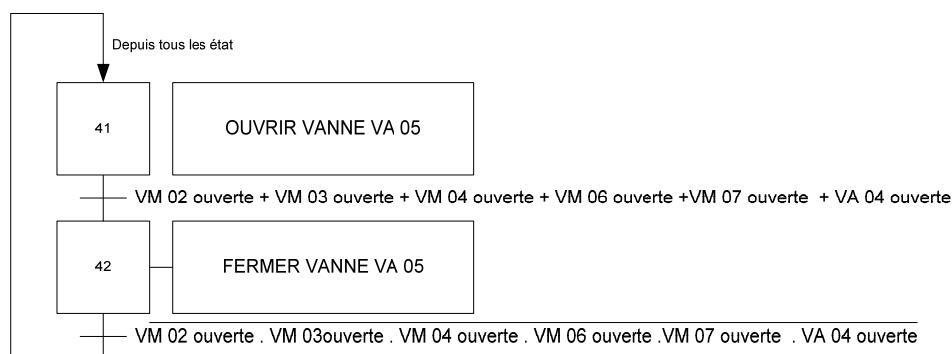 Depuis tous les état
41
OUVRIR VANNE VA 05
VM 02 ouverte + VM 03 ouverte + VM 04 ouverte + VM 06 ouverte +VM 07 ouverte + VA 04 ouverte
42
FERMER VANNE VA 05
VM 02 ouverte . VM 03ouverte . VM 04 ouverte . VM 06 ouverte .VM 07 ouverte . VA 04 ouverte